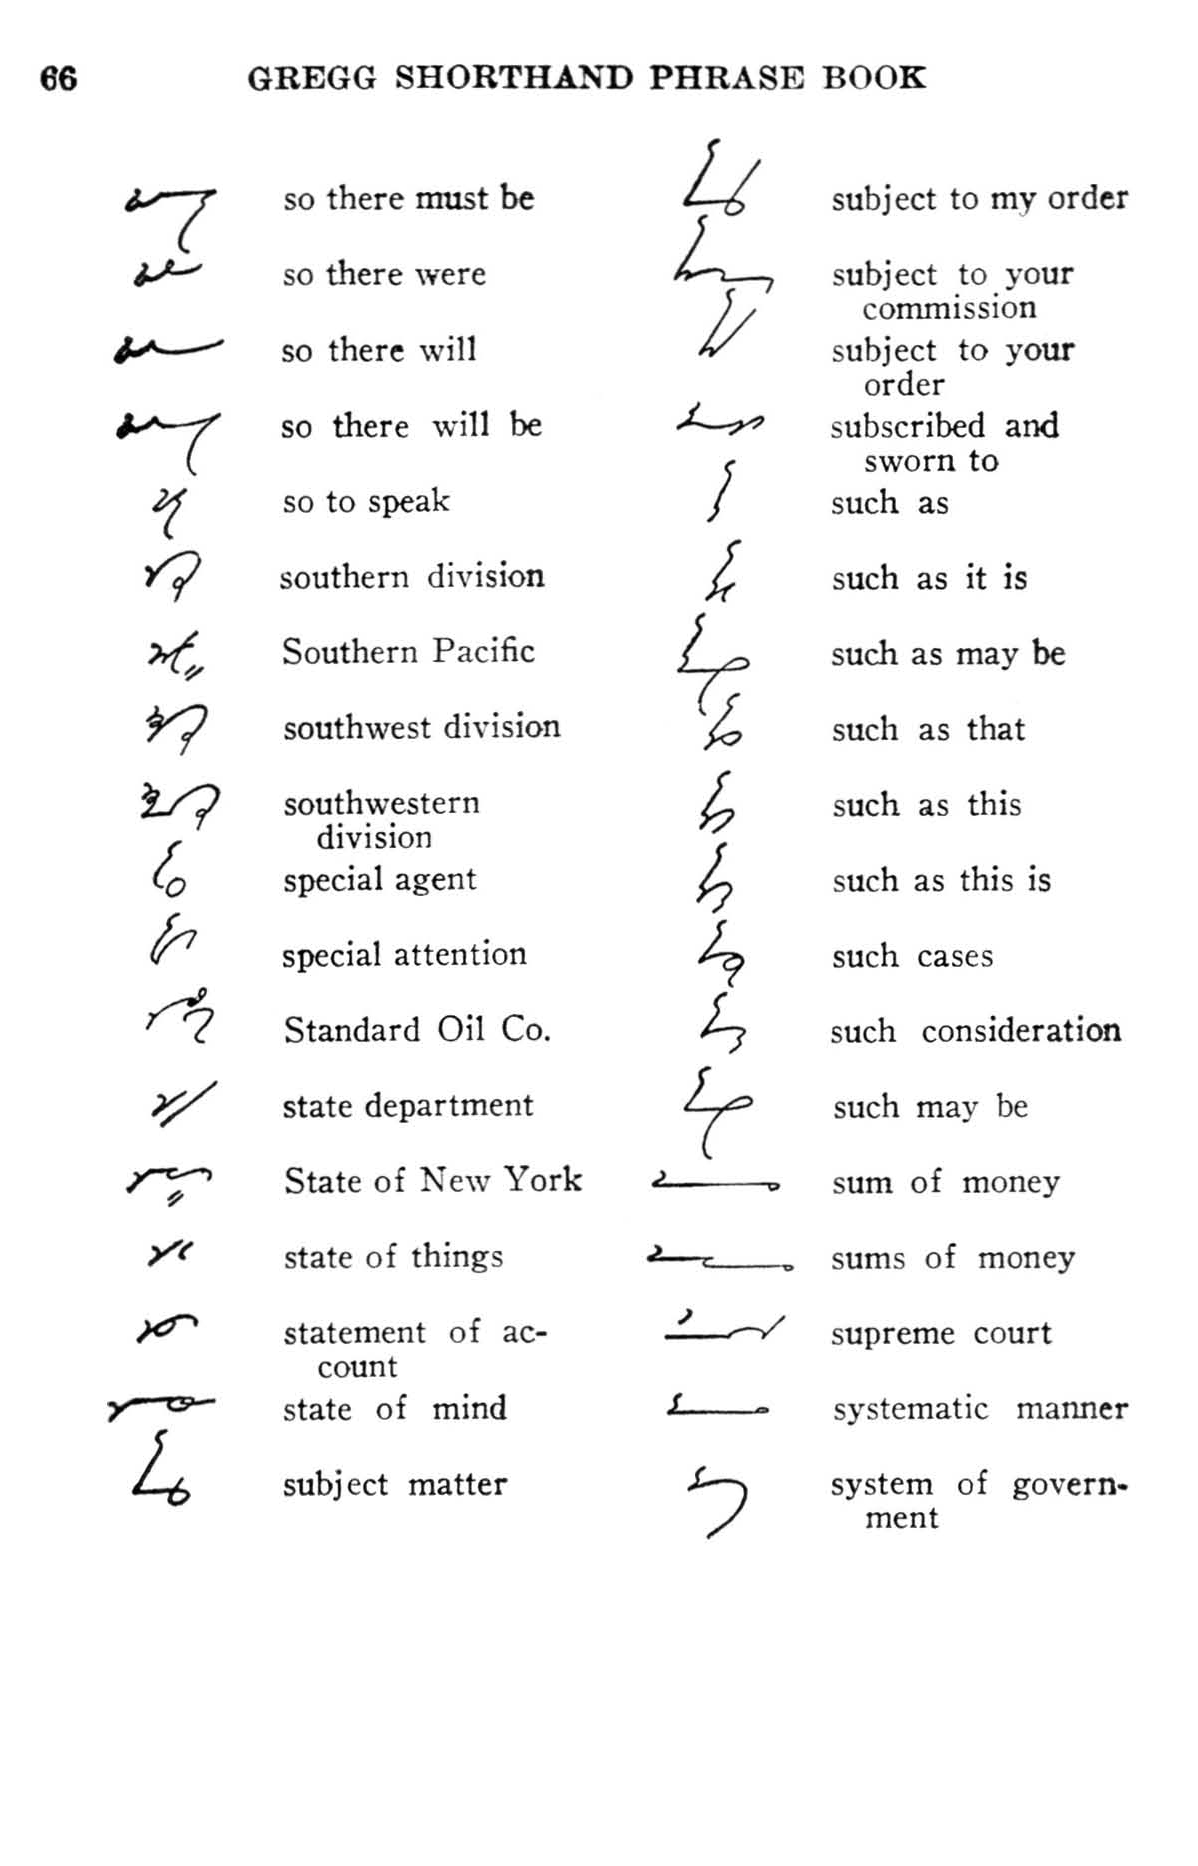 66 GREGG SHORTHAND PHRASE BOOK
so there must be
so there were
so there will
so there will be
so to speak
southern division
Southern Pacific
southwest division
southwestern
division
special agent
special attention
Standard Oil Co.
state department
State of New York
state of things
statement of ac-
count
state of mind
subject matter
subject to my order
subject to your
commission
subject to your
order
subscribed and
sworn to
such as
such as it is
such as may be
such as that
such as this
such as this is
such cases
such consideration
such may be
sum of money
sums of money
supreme court
systematic manner
system of govern-
ment